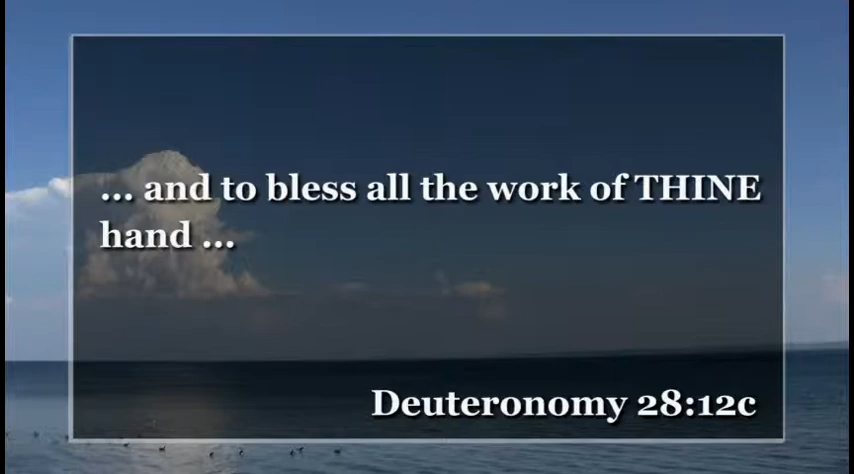 ... and to bless all the work of THINE
hand ...
Deuteronomy 28:12c